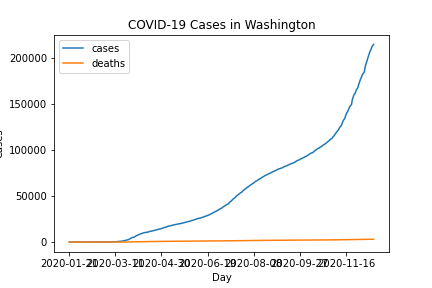 COVID-19 Cases in Washington
cases
deaths
200000
150000
100000
50000
0
Cases
2020-01-21 2020-03-11 2020-04-30 2020-06-19 2020-08-08 2020-09-27 2020-11-16
Day